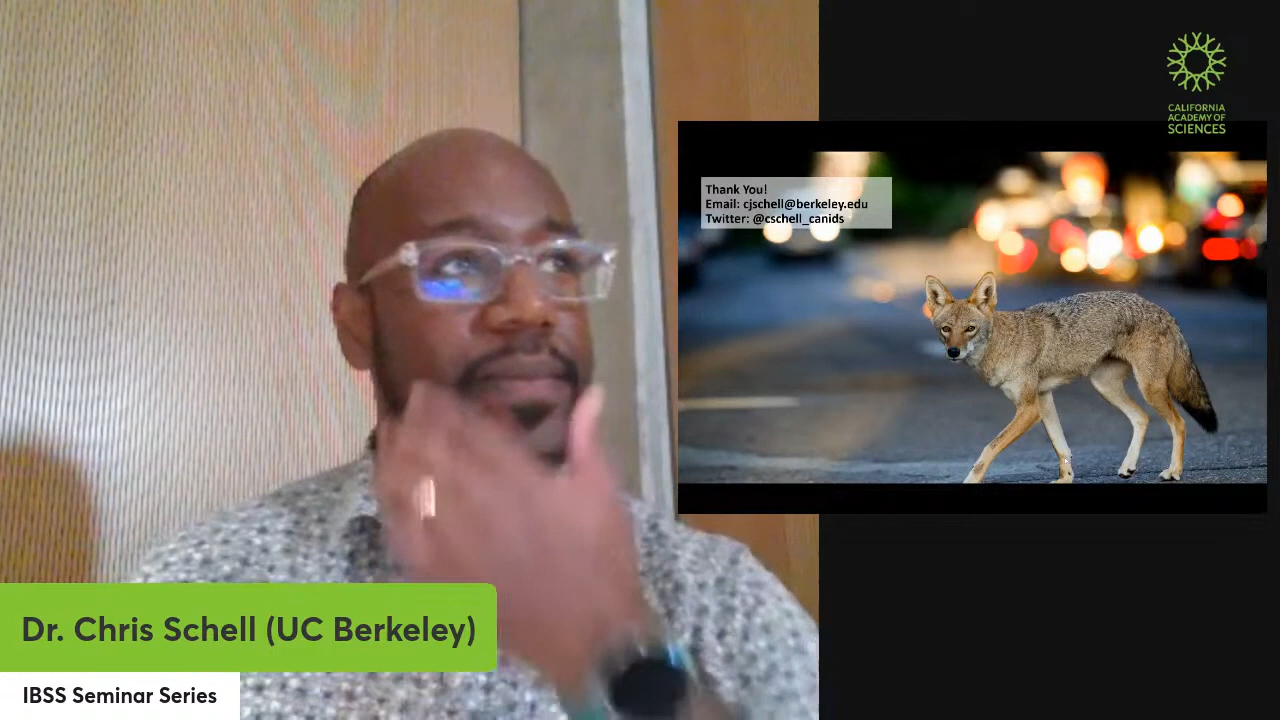 CALIFORNIA
ACADEMY OF
SCIENCES
Thank You!
Email: cjschell@berkeley.edu
Twitter: @cschell_canids
Dr. Chris Schell (UC Berkeley)
IBSS Seminar Series